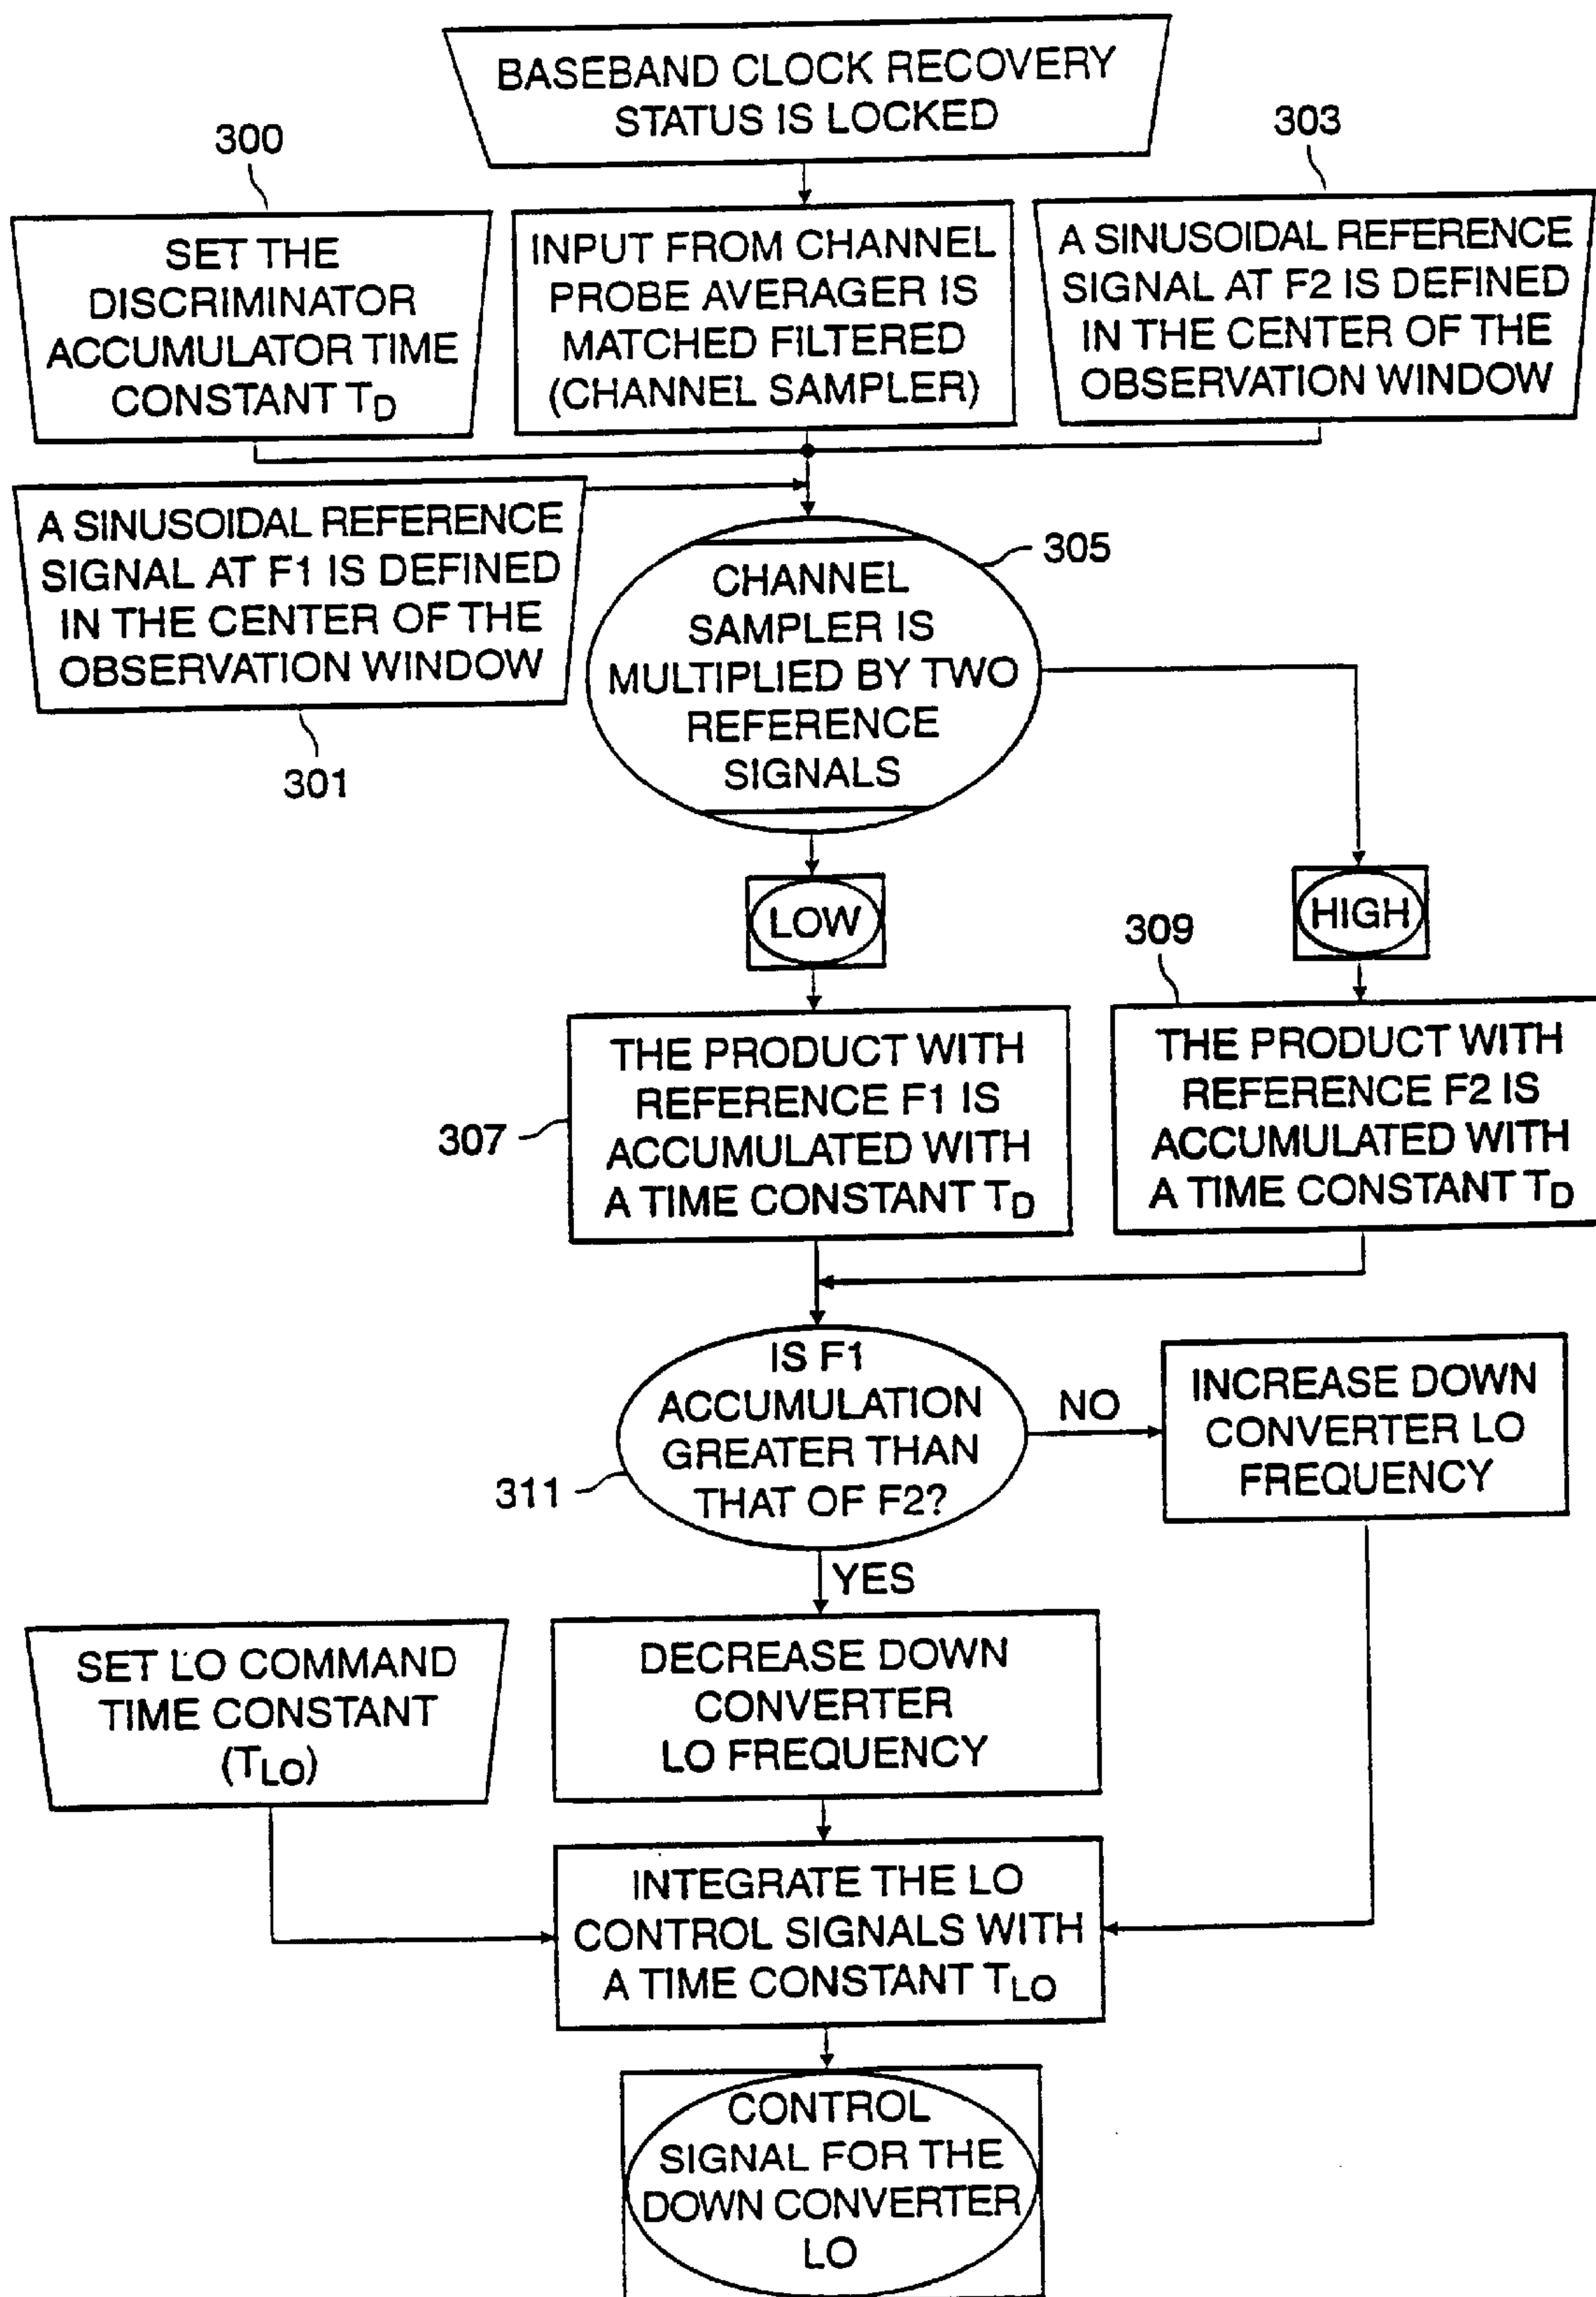 BASEBAND CLOCK RECOVERY
STATUS IS LOCKED
300
303
SET THE
DISCRIMINATOR
ACCUMULATOR TIME
CONSTANT TD
INPUT FROM CHANNEL
PROBE AVERAGER IS
MATCHED FILTERED
(CHANNEL SAMPLER)
A SINUSOIDAL REFERENCE
SIGNAL AT F2 IS DEFINED
IN THE CENTER OF THE
OBSERVATION WINDOW
A SINUSOIDAL REFERENCE
SIGNAL AT F1 IS DEFINED
IN THE CENTER OF THE
OBSERVATION WINDOW
301
CHANNEL
SAMPLER IS
MULTIPLIED BY TWO
REFERENCE
SIGNALS
305
LOW
HIGH
309
307
THE PRODUCT WITH
REFERENCE F1 IS
ACCUMULATED WITH
A TIME CONSTANT TD
THE PRODUCT WITH
REFERENCE F2 IS
ACCUMULATED WITH
A TIME CONSTANT TD
IS F1
ACCUMULATION
GREATER THAN
THAT OF F2?
311
NO
INCREASE DOWN
CONVERTER LO
FREQUENCY
YES
SET LO COMMAND
TIME CONSTANT
(TLO)
DECREASE DOWN
CONVERTER
LO FREQUENCY
INTEGRATE THE LO
CONTROL SIGNALS WITH
A TIME CONSTANT TLO
CONTROL
SIGNAL FOR THE
DOWN CONVERTER
LO